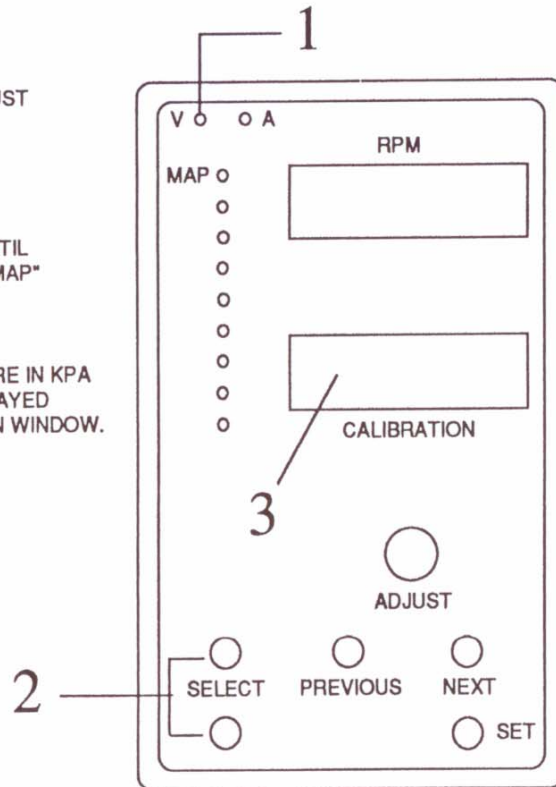 1
UST
V A
RPM
MAP
TIL
MAP"
RE IN KPA
AYED
N WINDOW.
CALIBRATION
3
ADJUST
2
SELECT PREVIOUS NEXT
SET